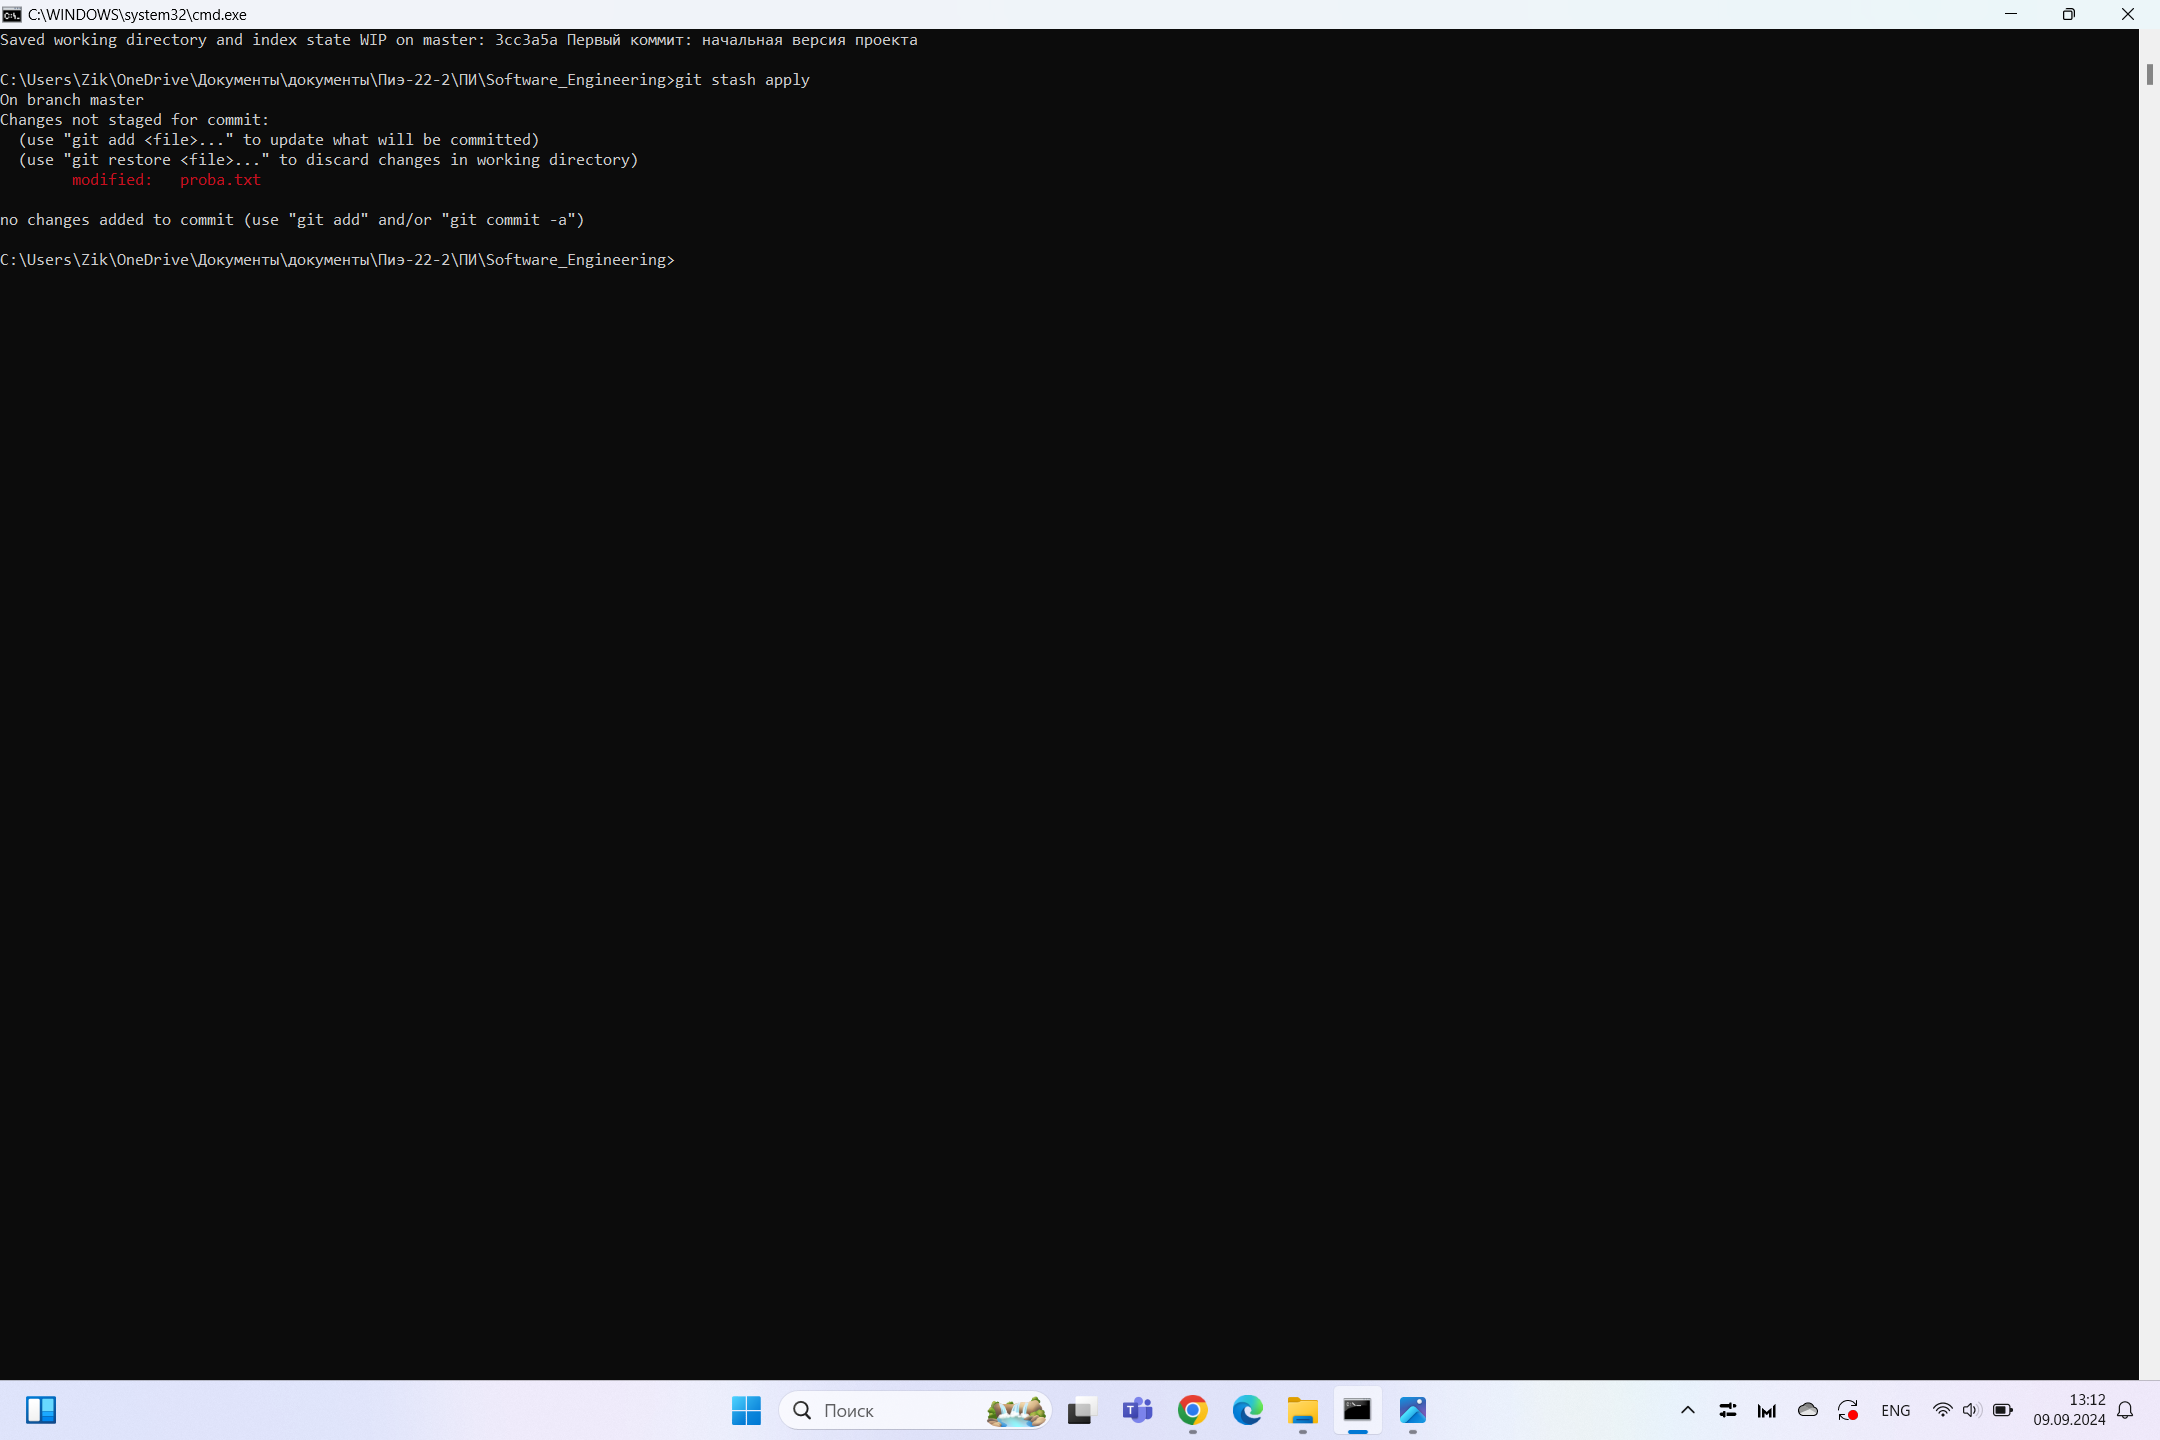 C:\WINDOWS\system32\cmd.exe
Saved working directory and index state WIP on master: 3cc3a5a Первый коммит: начальная версия проекта
C:\Users\Zik\OneDrive\Документы\документы\Пиэ-22-2\ПИ\Software_Engineering>git stash apply
On branch master
Changes not staged for commit:
  (use "git add <file>..." to update what will be committed)
  (use "git restore <file>..." to discard changes in working directory)
        modified:   proba.txt
no changes added to commit (use "git add" and/or "git commit -a")
C:\Users\Zik\OneDrive\Документы\документы\Пиэ-22-2\ПИ\Software_Engineering>
Поиск
ENG
13:12
09.09.2024